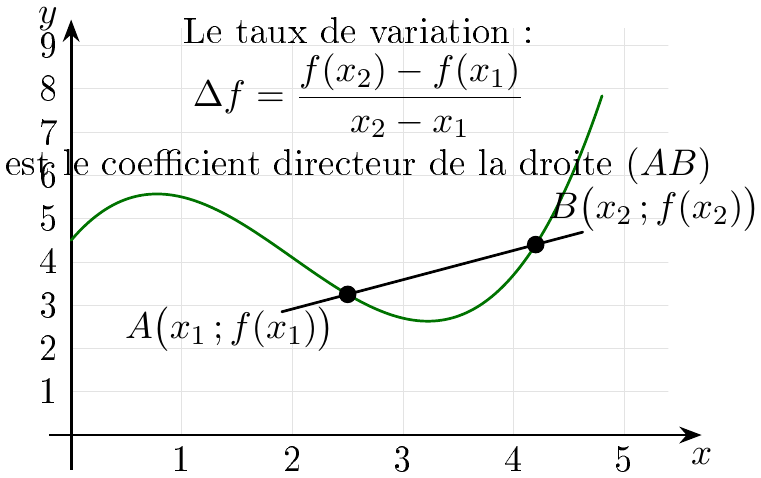 y
Le taux de variation :
Δf = \frac{f(x₂) − f(x₁)}{x₂ − x₁}
est le coefficient directeur de la droite (AB)
B(x₂ ; f(x₂))
A(x₁ ; f(x₁))
9
8
7
6
5
4
3
2
1
1 2 3 4 5
x